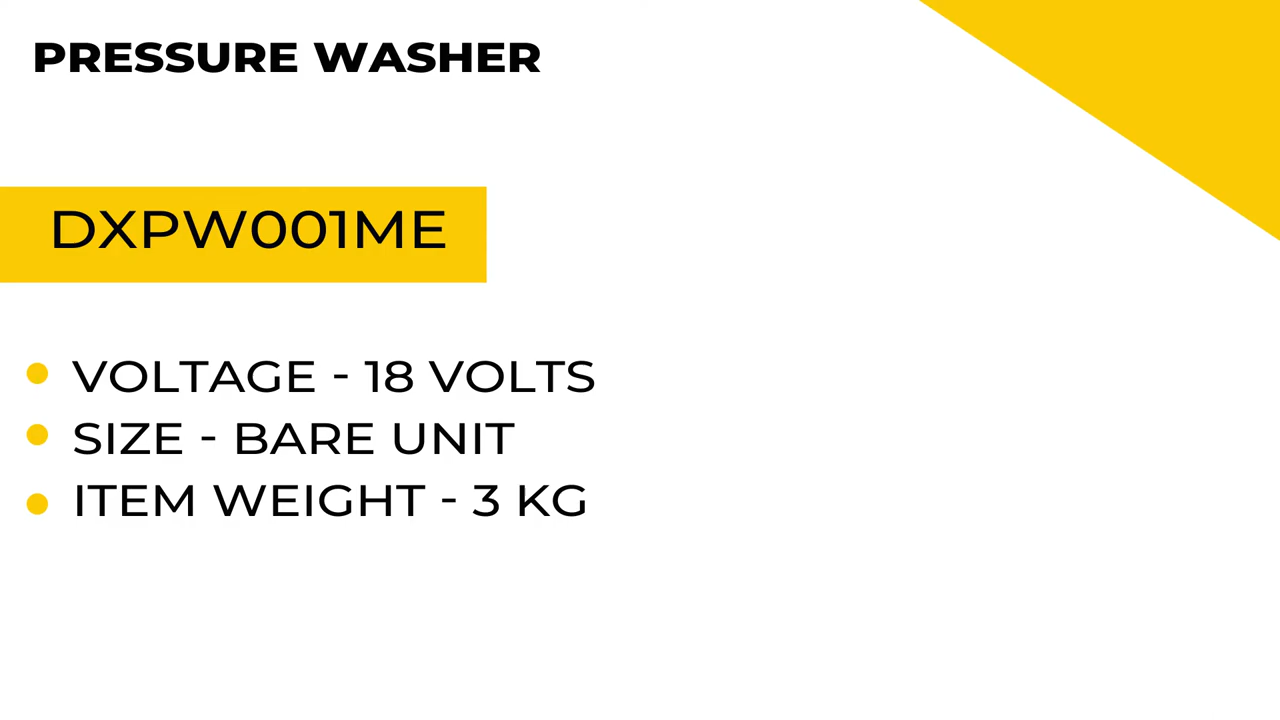 PRESSURE WASHER
DXPW001ME
VOLTAGE - 18 VOLTS
SIZE - BARE UNIT
ITEM WEIGHT - 3 KG